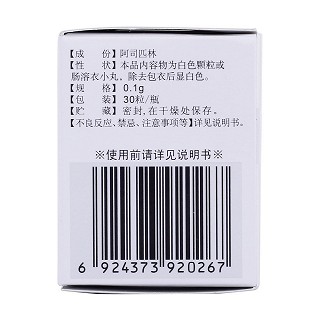 【成 份】阿司匹林
【性 状】本品内容物为白色颗粒或
肠溶衣小丸，除去包衣后显白色。
【规 格】0.1g
【包 装】30粒/瓶
【贮 藏】密封，在干燥处保存。
【不良反应、禁忌、注意事项等】详见说明书。
※使用前请详见说明书※
6 924373 920267